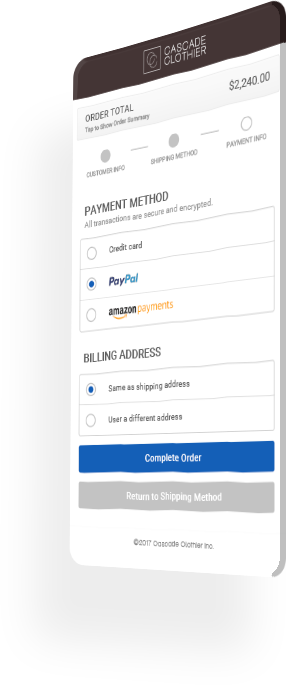 CASCADE
CLOTHIER
ORDER TOTAL
Tap to Show Order Summary
$2,240.00
CUSTOMER INFO
SHIPPING METHOD
PAYMENT INFO
PAYMENT METHOD
All transactions are secure and encrypted.
Credit card
PayPal
amazon payments
BILLING ADDRESS
Same as shipping address
User a different address
Complete Order
Return to Shipping Method
©2017 Cascade Clothier Inc.